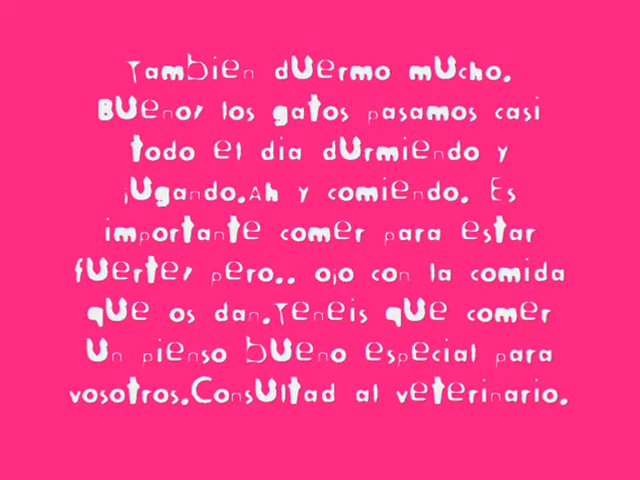 Tambien duermo mucho.
Bueno, los gatos pasamos casi
todo el dia durmiendo y
jugando.Ah y comiendo. Es
importante comer para estar
fuerte, pero.. ojo con la comida
que os dan.Teneis que comer
un pienso bueno especial para
vosotros.Consultad al veterinario.